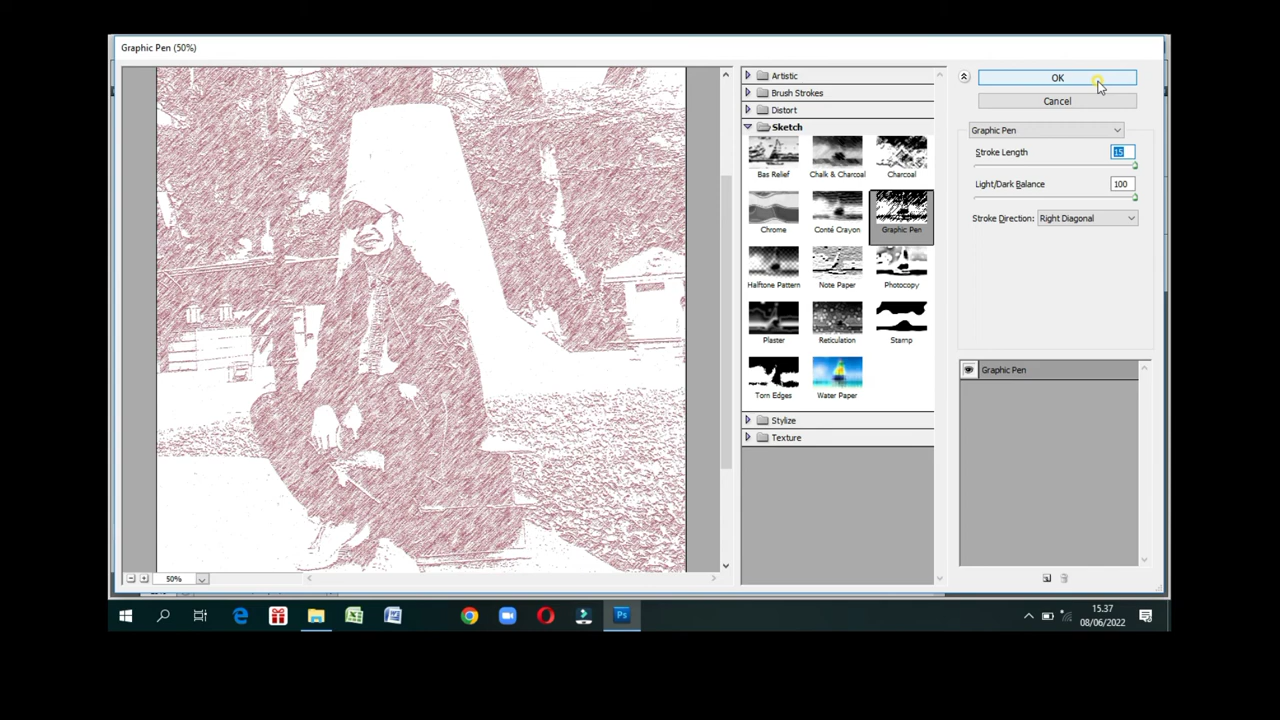 Graphic Pen (50%)
Artistic
Brush Strokes
Distort
Sketch
Bas Relief
Chalk & Charcoal
Charcoal
Chrome
Conté Crayon
Graphic Pen
Halftone Pattern
Note Paper
Photocopy
Plaster
Reticulation
Stamp
Torn Edges
Water Paper
Stylize
Texture
OK
Cancel
Graphic Pen
Stroke Length 15
Light/Dark Balance 100
Stroke Direction: Right Diagonal
Graphic Pen
50%
Ps
15.37
08/06/2022